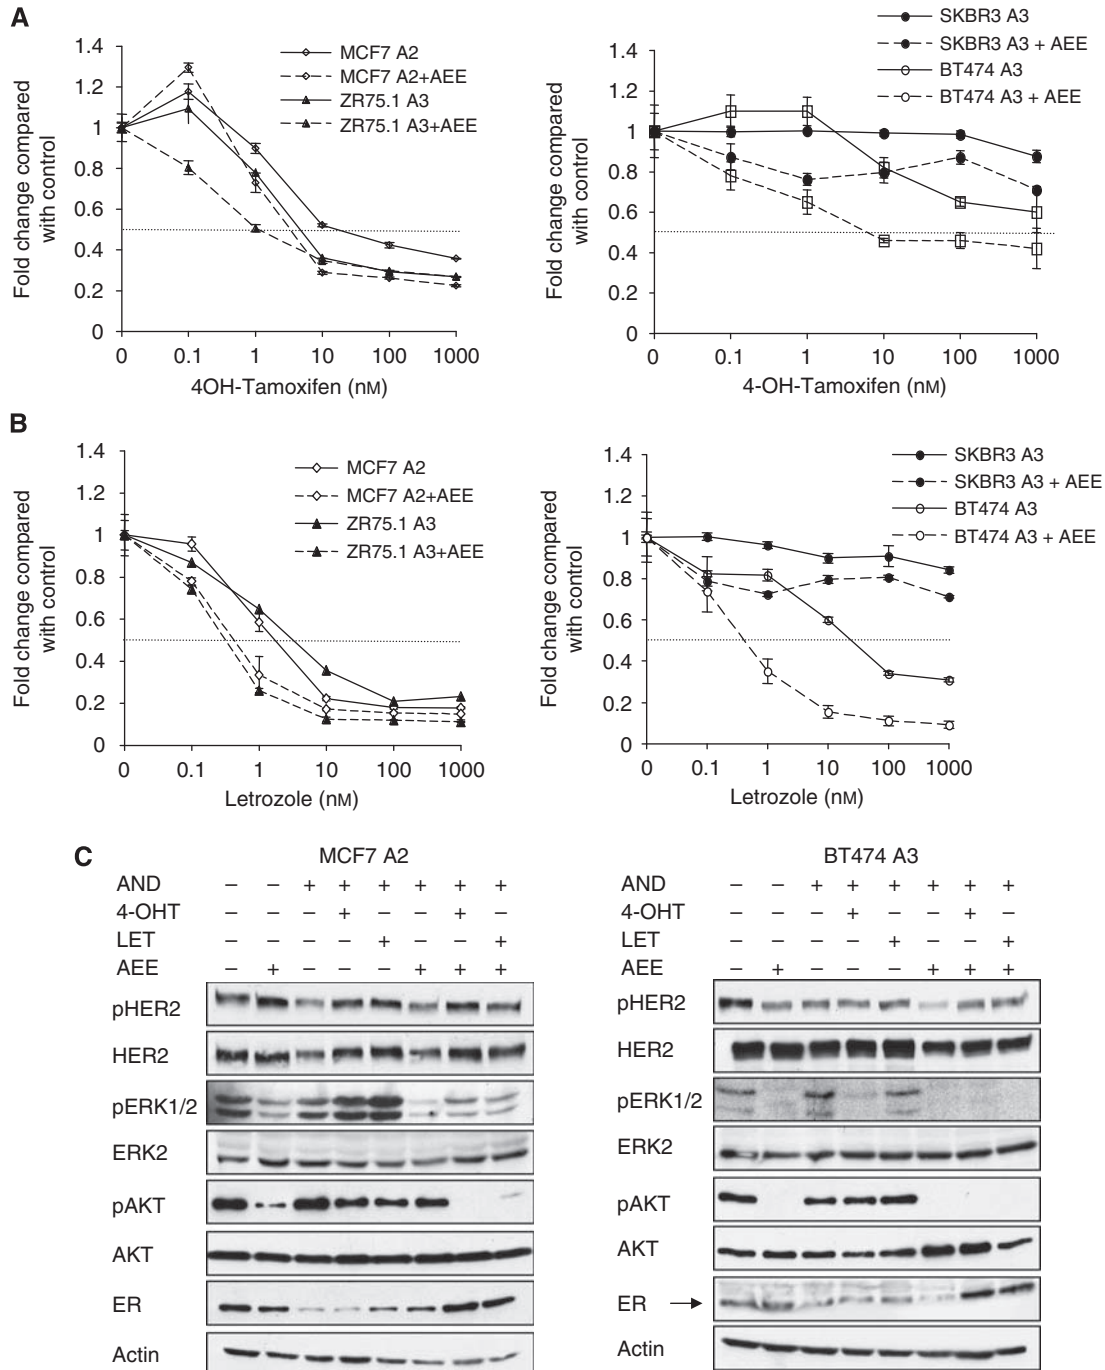 A
1.4
1.2
1
0.8
0.6
0.4
0.2
0
Fold change compared
with control
0 0.1 1 10 100 1000
4OH-Tamoxifen (nM)
MCF7 A2
MCF7 A2+AEE
ZR75.1 A3
ZR75.1 A3+AEE
1.4
1.2
1.0
0.8
0.6
0.4
0.2
0
Fold change compared
with control
0 0.1 1 10 100 1000
4-OH-Tamoxifen (nM)
SKBR3 A3
SKBR3 A3 + AEE
BT474 A3
BT474 A3 + AEE
B
1.4
1.2
1
0.8
0.6
0.4
0.2
0
Fold change compared
with control
0 0.1 1 10 100 1000
Letrozole (nM)
MCF7 A2
MCF7 A2+AEE
ZR75.1 A3
ZR75.1 A3+AEE
1.4
1.2
1.0
0.8
0.6
0.4
0.2
0
Fold change compared
with control
0 0.1 1 10 100 1000
Letrozole (nM)
SKBR3 A3
SKBR3 A3 + AEE
BT474 A3
BT474 A3 + AEE
C
MCF7 A2
AND – – + + + + + +
4-OHT – – – + – – + –
LET – – – – + – – +
AEE – + – – – + + +
pHER2
HER2
pERK1/2
ERK2
pAKT
AKT
ER
Actin
BT474 A3
AND – – + + + + + +
4-OHT – – – + – – + –
LET – – – – + – – +
AEE – + – – – + + +
pHER2
HER2
pERK1/2
ERK2
pAKT
AKT
ER
Actin